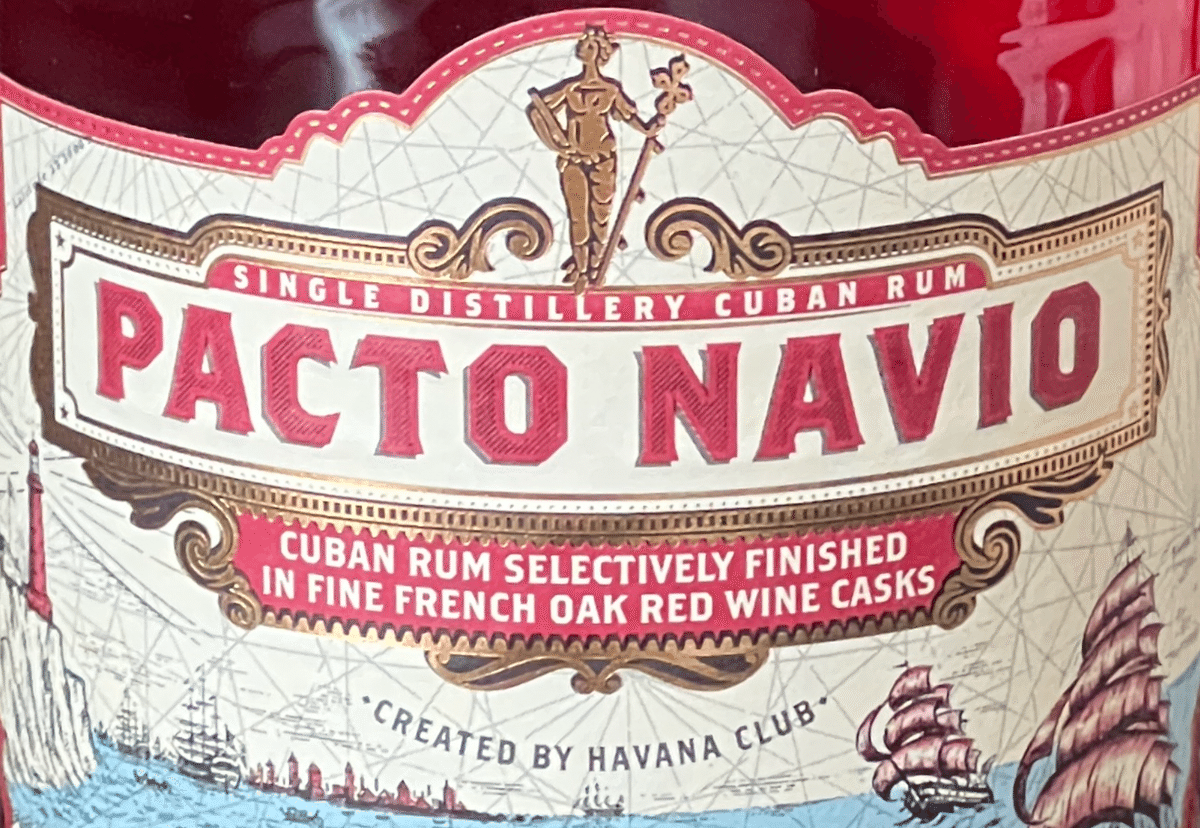 SINGLE DISTILLERY CUBAN RUM
PACTO NAVIO
CUBAN RUM SELECTIVELY FINISHED
IN FINE FRENCH OAK RED WINE CASKS
·CREATED BY HAVANA CLUB·